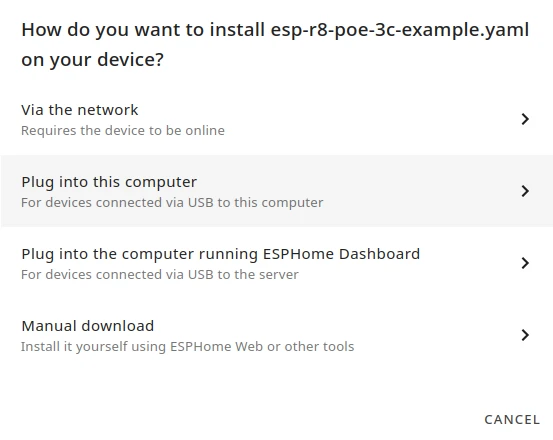 How do you want to install esp-r8-poe-3c-example.yaml
on your device?
Via the network
Requires the device to be online
Plug into this computer
For devices connected via USB to this computer
Plug into the computer running ESPHome Dashboard
For devices connected via USB to the server
Manual download
Install it yourself using ESPHome Web or other tools
CANCEL